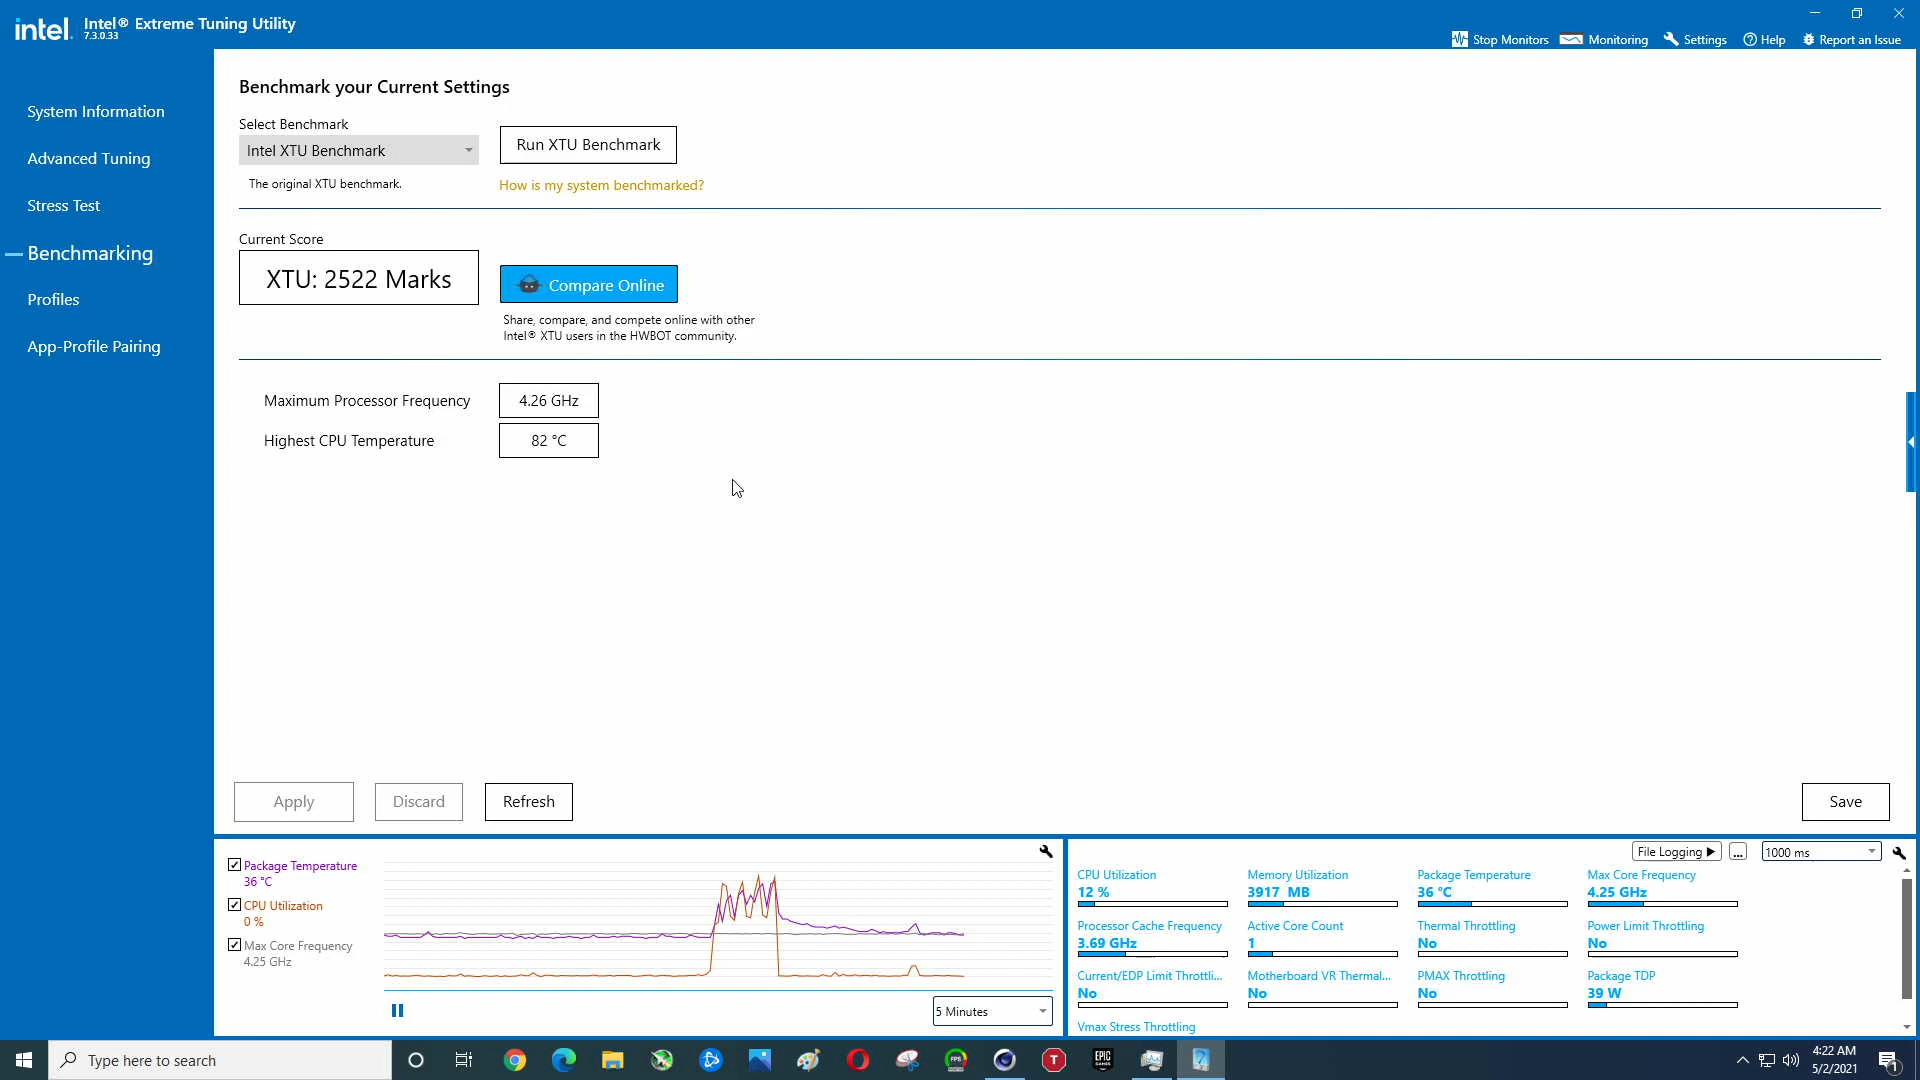 intel.
Intel® Extreme Tuning Utility
7.3.0.33
Stop Monitors
Monitoring
Settings
Help
Report an Issue
System Information
Advanced Tuning
Stress Test
Benchmarking
Profiles
App-Profile Pairing
Benchmark your Current Settings
Select Benchmark
Intel XTU Benchmark
Run XTU Benchmark
The original XTU benchmark.
How is my system benchmarked?
Current Score
XTU: 2522 Marks
Compare Online
Share, compare, and compete online with other
Intel® XTU users in the HWBOT community.
Maximum Processor Frequency
4.26 GHz
Highest CPU Temperature
82 °C
Apply
Discard
Refresh
Save
Package Temperature
36 °C
CPU Utilization
0 %
Max Core Frequency
4.25 GHz
5 Minutes
File Logging
...
1000 ms
CPU Utilization
12 %
Memory Utilization
3917 MB
Package Temperature
36 °C
Max Core Frequency
4.25 GHz
Processor Cache Frequency
3.69 GHz
Active Core Count
1
Thermal Throttling
No
Power Limit Throttling
No
Current/EDP Limit Throttli...
No
Motherboard VR Thermal...
No
PMAX Throttling
No
Package TDP
39 W
Vmax Stress Throttling
Type here to search
FPS
T
EPIC
GAMES
4:22 AM
5/2/2021
1